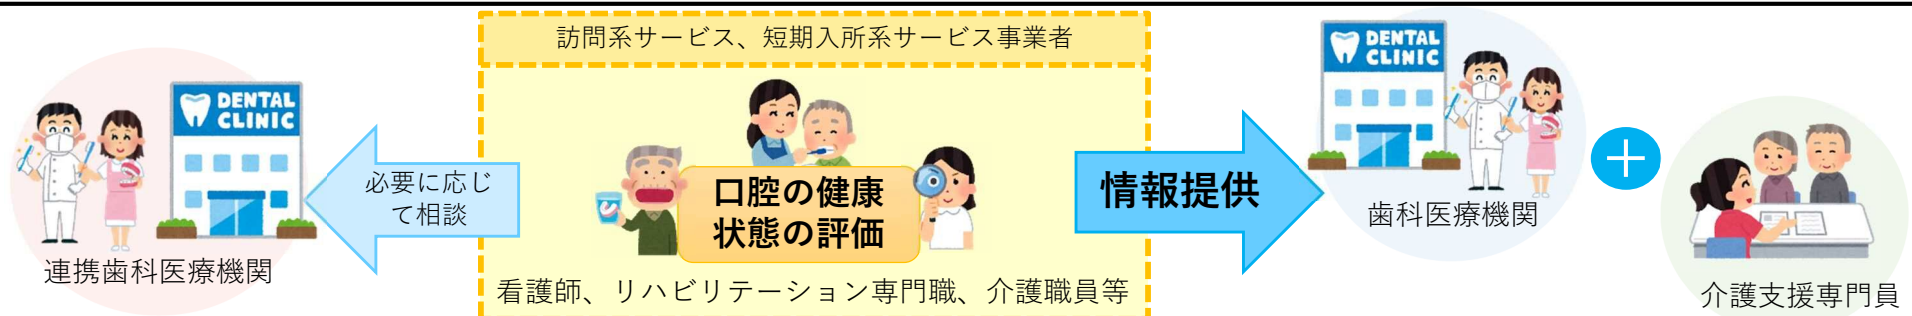 訪問系サービス、短期入所系サービス事業者
DENTAL
CLINIC
必要に応じ
て相談
連携歯科医療機関
口腔の健康
状態の評価
看護師、リハビリテーション専門職、介護職員等
情報提供
DENTAL
CLINIC
歯科医療機関
+
介護支援専門員